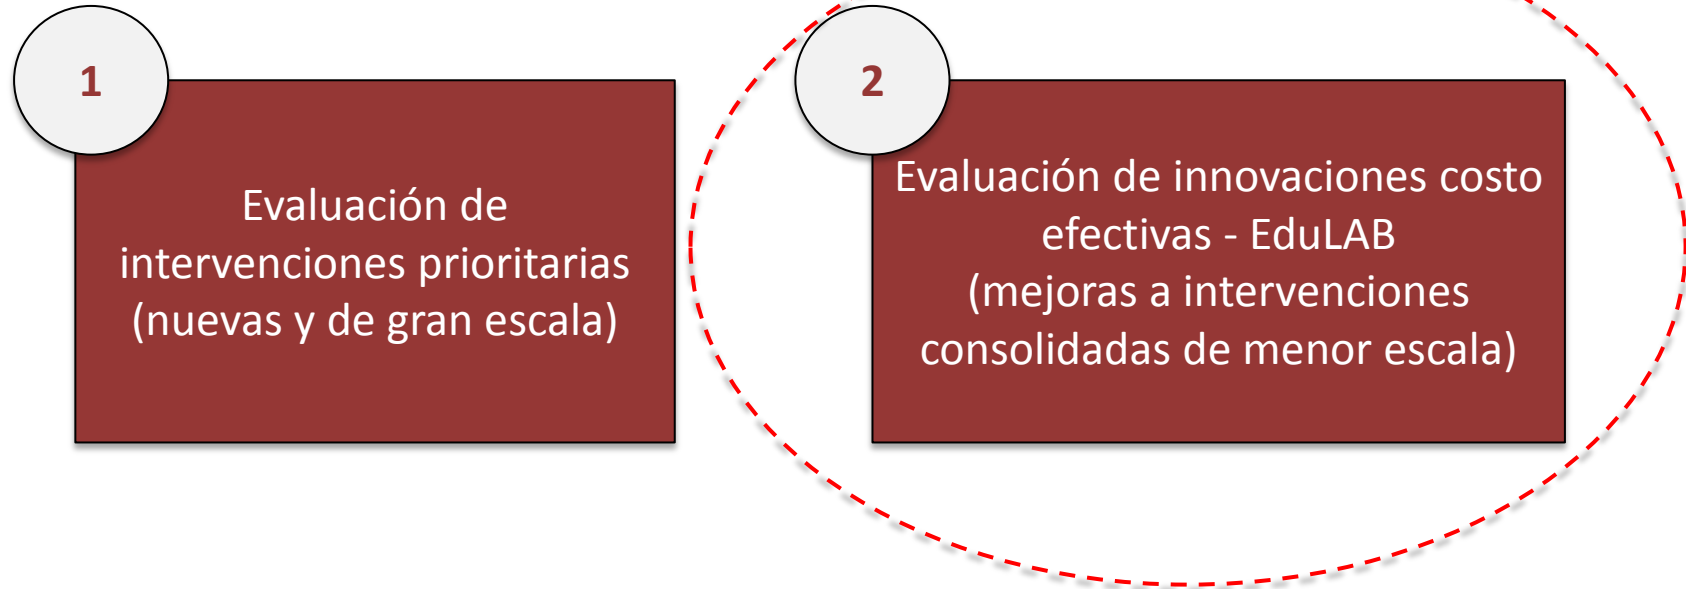 1
Evaluación de
intervenciones prioritarias
(nuevas y de gran escala)
2
Evaluación de innovaciones costo
efectivas - EduLAB
(mejoras a intervenciones
consolidadas de menor escala)